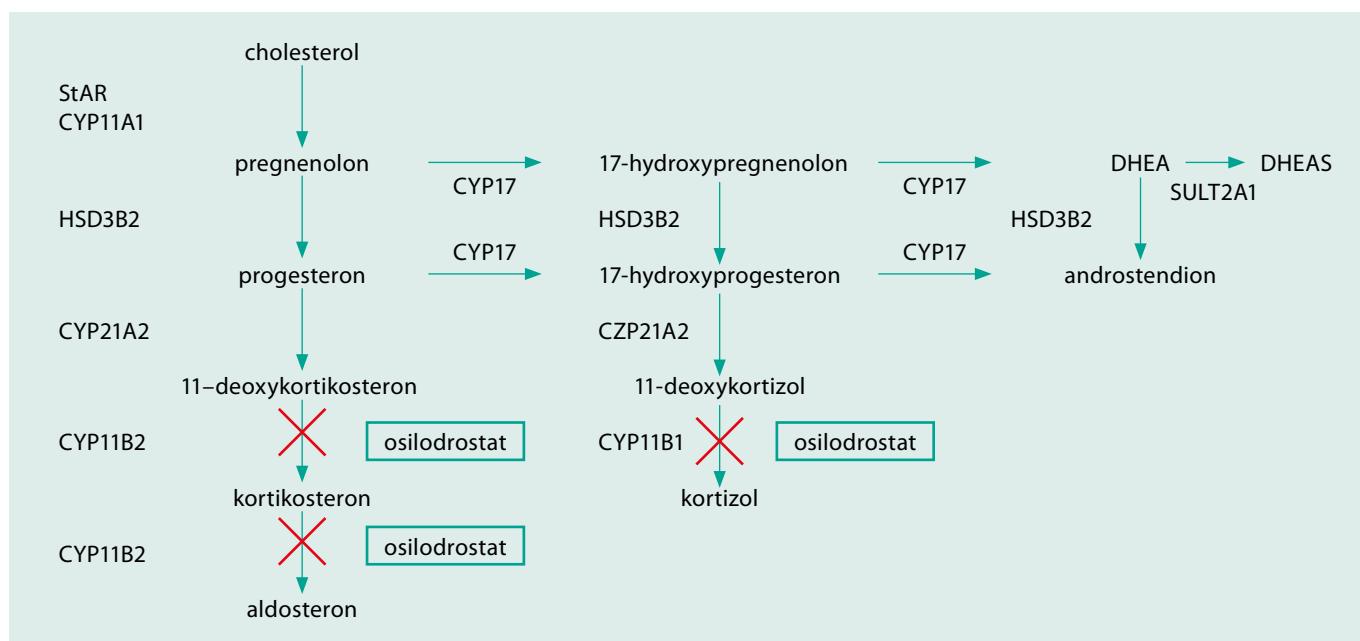 cholesterol
StAR
CYP11A1
pregnenolon
17-hydroxypregnenolon
DHEA
DHEAS
CYP17
CYP17
SULT2A1
HSD3B2
HSD3B2
HSD3B2
CYP17
CYP17
progesteron
17-hydroxyprogesteron
androstendion
CYP21A2
CZP21A2
11–deoxykortikosteron
11-deoxykortizol
CYP11B2
osilodrostat
CYP11B1
osilodrostat
kortikosteron
kortizol
CYP11B2
osilodrostat
aldosteron